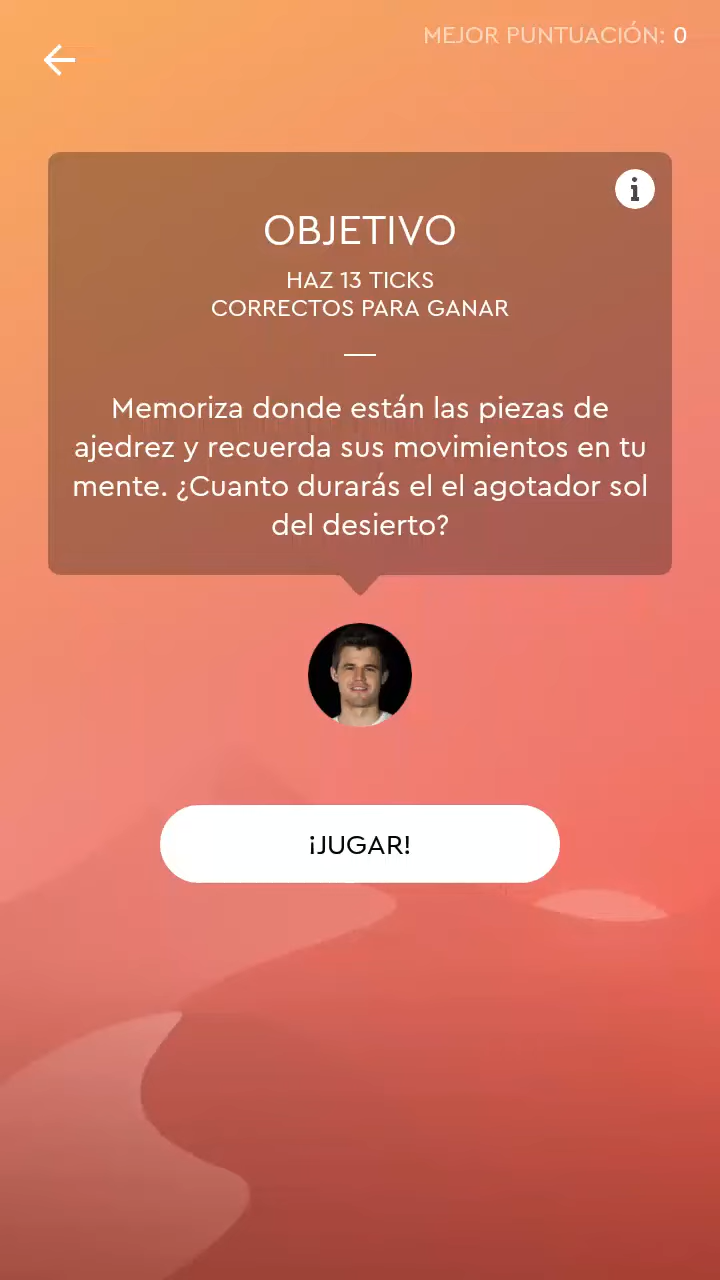 MEJOR PUNTUACIÓN: 0
OBJETIVO
HAZ 13 TICKS
CORRECTOS PARA GANAR
Memoriza donde están las piezas de
ajedrez y recuerda sus movimientos en tu
mente. ¿Cuanto durarás el el agotador sol
del desierto?
¡JUGAR!